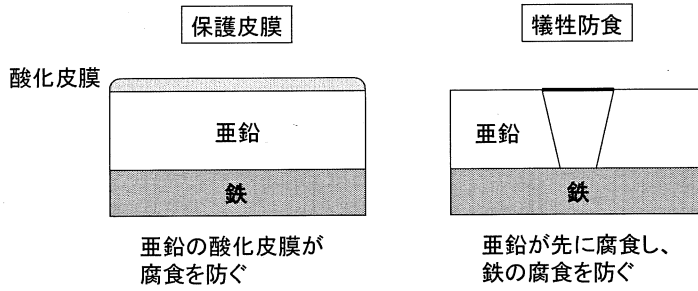 保護皮膜
酸化皮膜
亜鉛
鉄
亜鉛の酸化皮膜が
腐食を防ぐ
犠牲防食
亜鉛
鉄
亜鉛が先に腐食し、
鉄の腐食を防ぐ